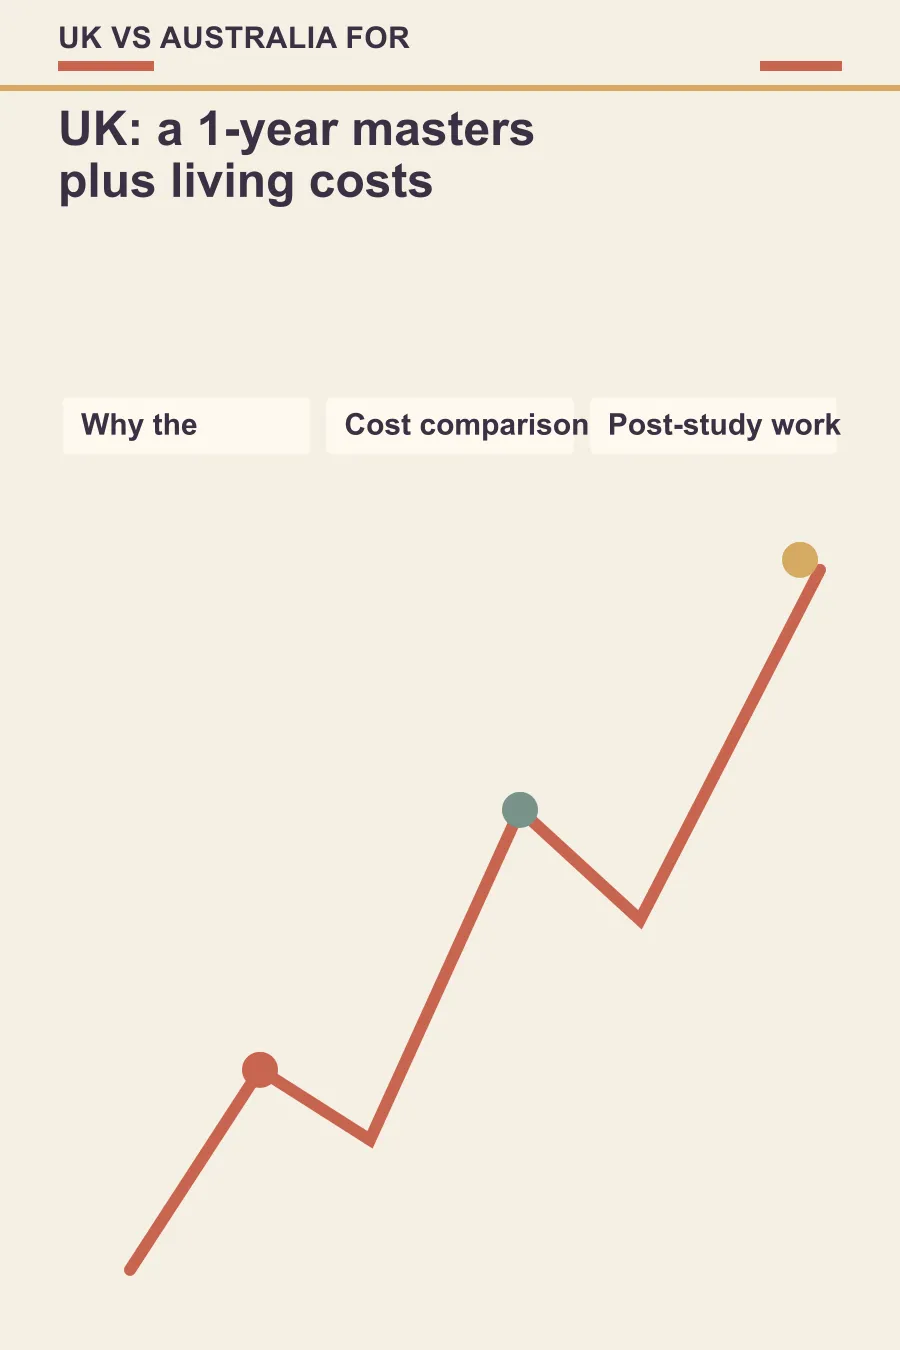 UK VS AUSTRALIA FOR
UK: a 1-year masters
plus living costs
Why the
Cost comparison
Post-study work